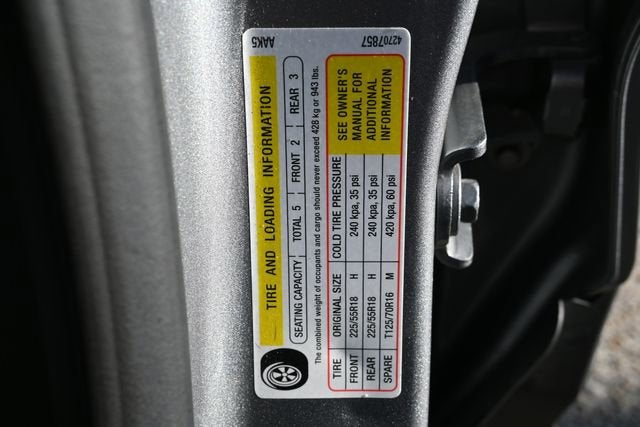 TIRE AND LOADING INFORMATION
SEATING CAPACITY TOTAL 5 FRONT 2 REAR 3
The combined weight of occupants and cargo should never exceed 428 kg or 943 lbs.
TIRE ORIGINAL SIZE COLD TIRE PRESSURE
FRONT 225/55R18 H 240 kpa, 35 psi
REAR 225/55R18 H 240 kpa, 35 psi
SPARE T125/70R16 M 420 kpa, 60 psi
SEE OWNER'S
MANUAL FOR
ADDITIONAL
INFORMATION
AAK5
42707857